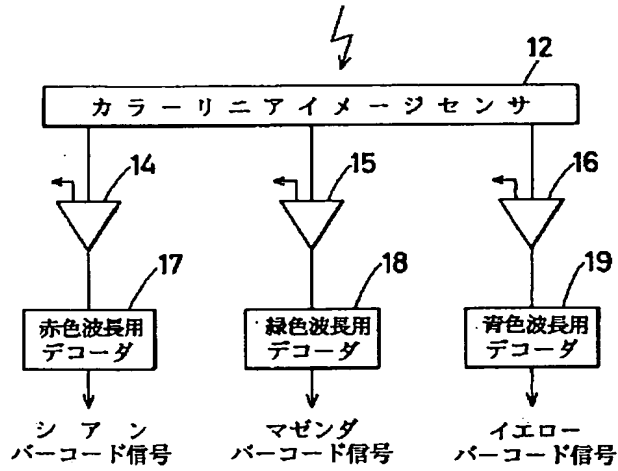 12
カラーリニアイメージセンサ
14 15 16
17 18 19
赤色波長用 緑色波長用 青色波長用
デコーダ デコーダ デコーダ
シアン マゼンダ イエロー
バーコード信号 バーコード信号 バーコード信号